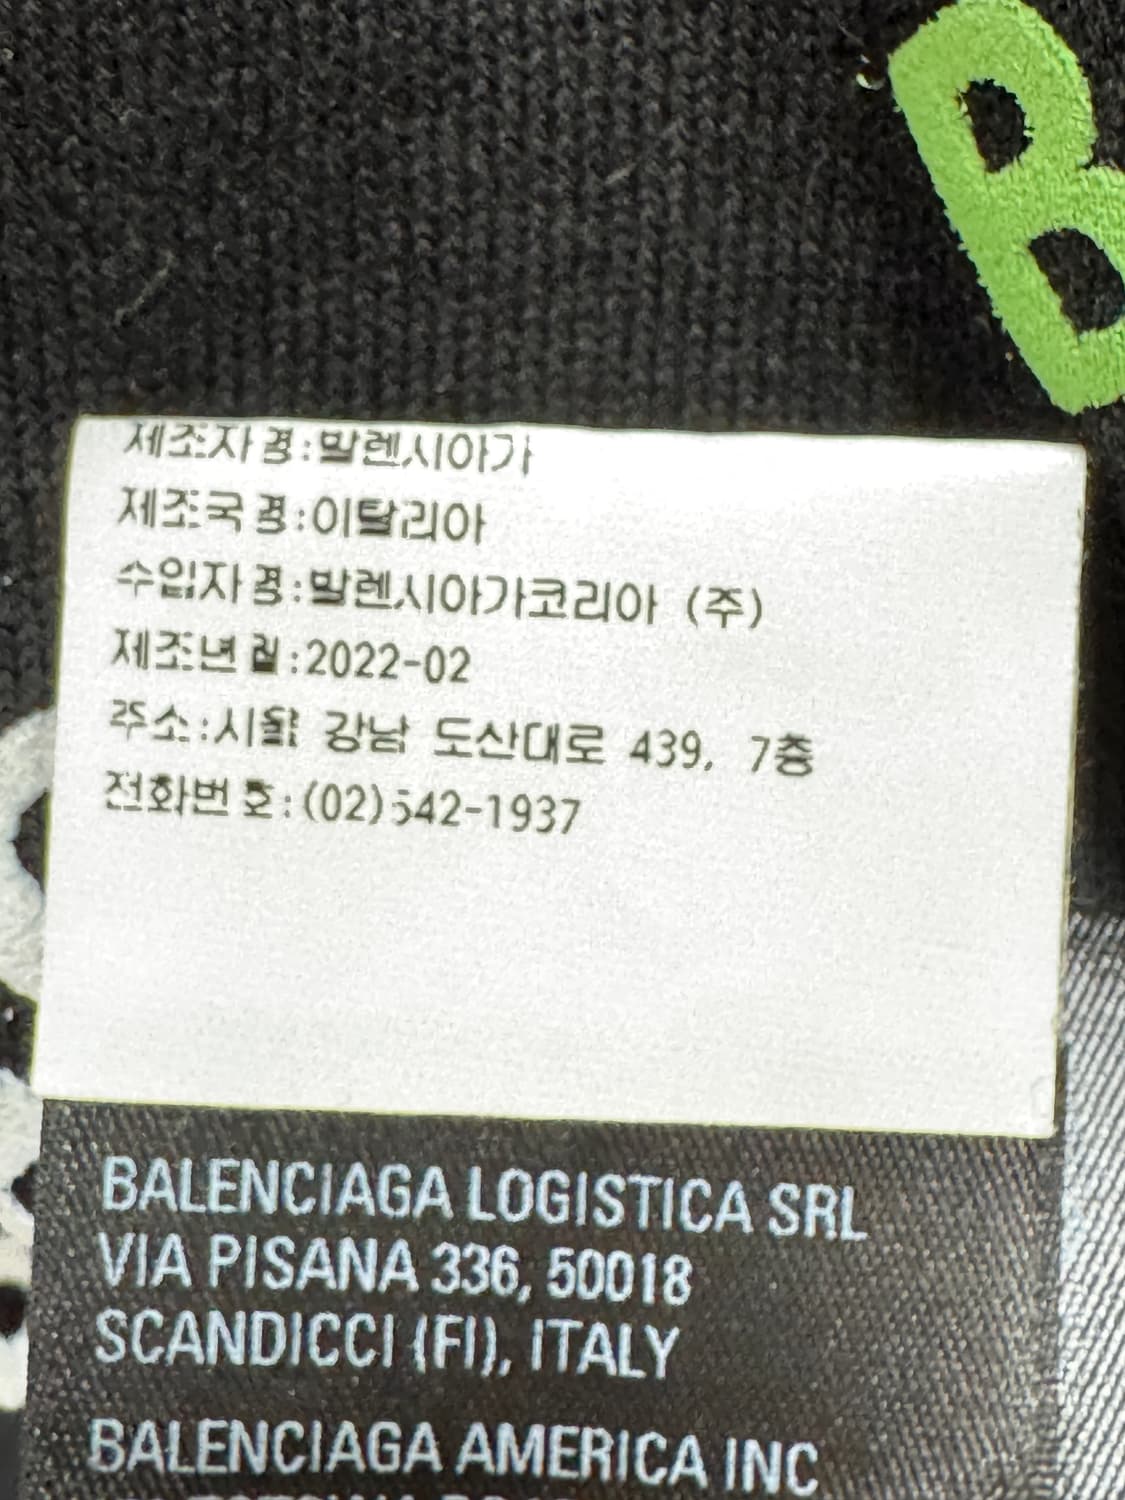 B
제조자명:발렌시아가
제조국명:이탈리아
수입자명:발렌시아가코리아 (주)
제조년월:2022-02
주소:서울 강남 도산대로 439, 7층
전화번호:(02)542-1937
BALENCIAGA LOGISTICA SRL
VIA PISANA 336, 50018
SCANDICCI (FI), ITALY
BALENCIAGA AMERICA INC